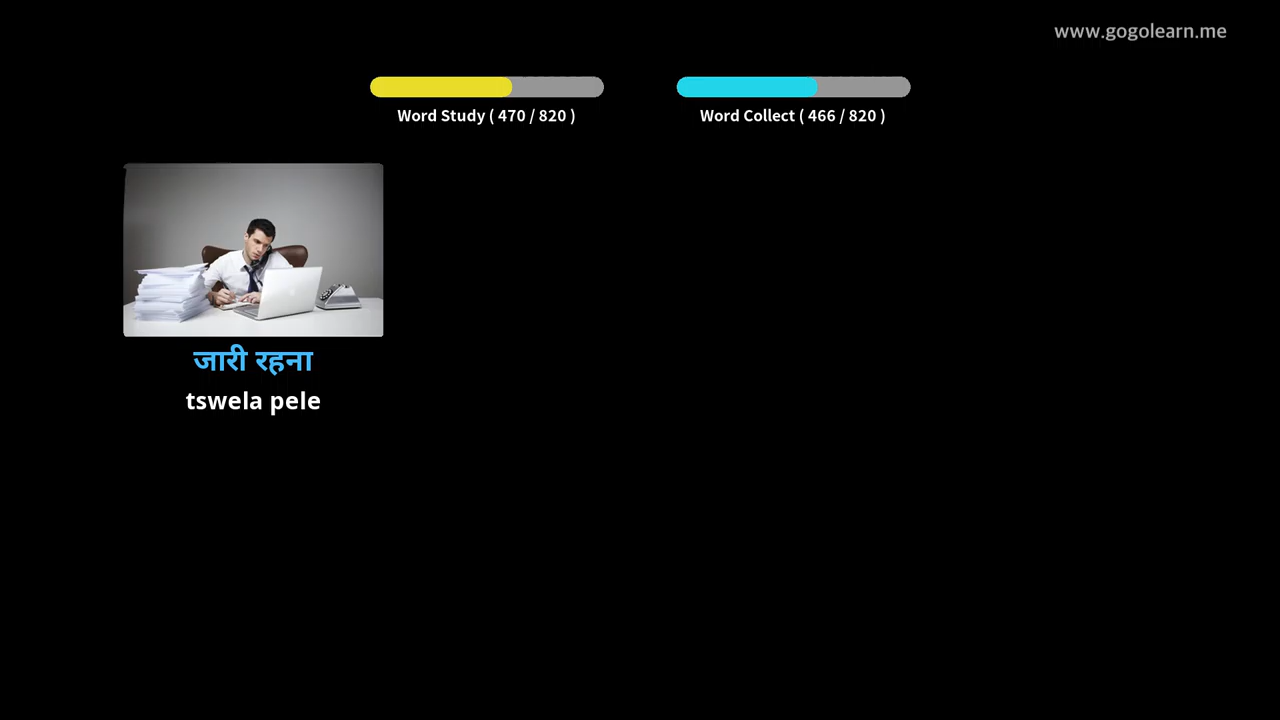 www.gogolearn.me
Word Study ( 470 / 820 )
Word Collect ( 466 / 820 )
जारी रहना
tswela pele